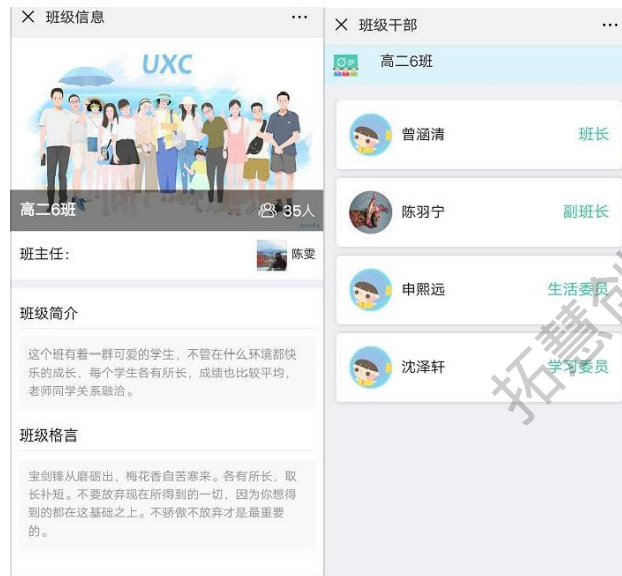 班级信息
UXC
高二6班
35人
班主任：
陈雯
班级简介
这个班有着一群可爱的学生，不管在什么环境都快
乐的成长，每个学生各有所长，成绩也比较平均，
老师同学关系融洽。
班级格言
宝剑锋从磨砺出，梅花香自苦寒来。各有所长，取
长补短。不要放弃现在所得到的一切，因为你想得
到的都在这基础之上。不骄傲不放弃才是最重要
的。
班级干部
高二6班
曾涵清
班长
陈羽宁
副班长
申熙远
生活委员
沈泽轩
学习委员
拓慧创